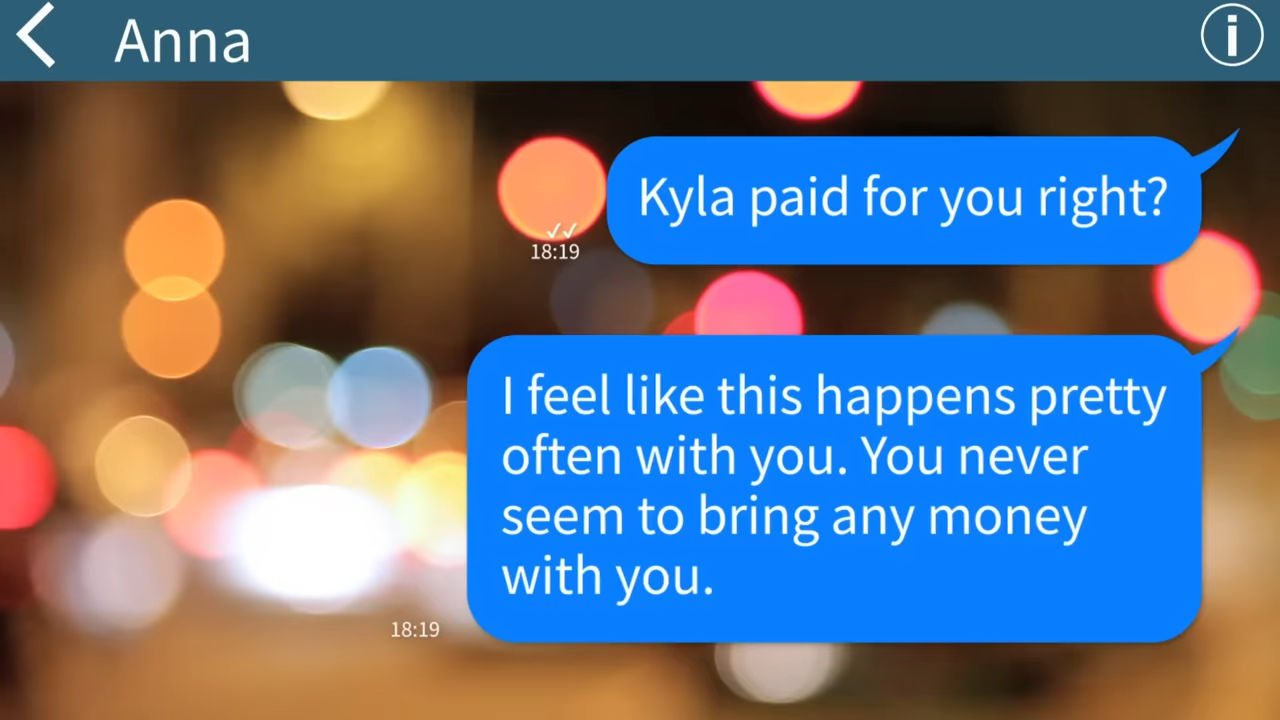 Anna
Kyla paid for you right?
18:19
I feel like this happens pretty
often with you. You never
seem to bring any money
with you.
18:19